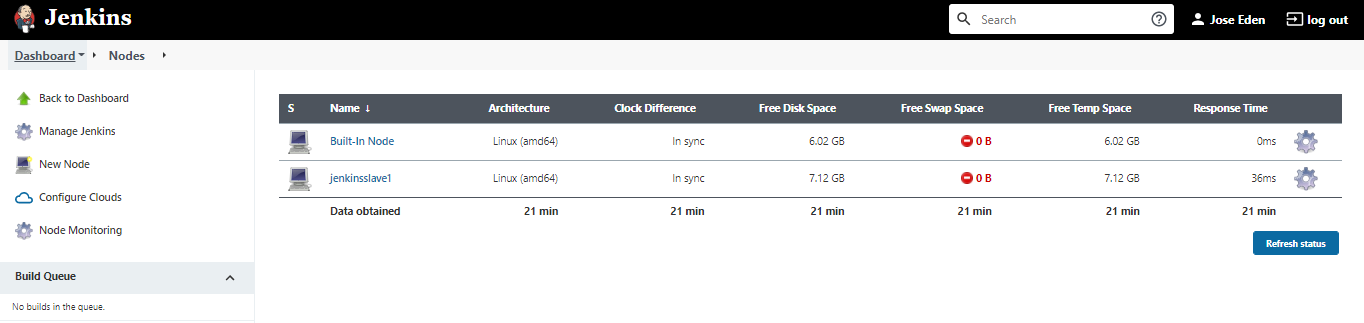 Jenkins
Search
Jose Eden
log out
Dashboard Nodes
Back to Dashboard
Manage Jenkins
New Node
Configure Clouds
Node Monitoring
Build Queue
No builds in the queue.
S Name ↓ Architecture Clock Difference Free Disk Space Free Swap Space Free Temp Space Response Time
Built-In Node Linux (amd64) In sync 6.02 GB 0 B 6.02 GB 0ms
jenkinsslave1 Linux (amd64) In sync 7.12 GB 0 B 7.12 GB 36ms
Data obtained 21 min 21 min 21 min 21 min 21 min 21 min
Refresh status